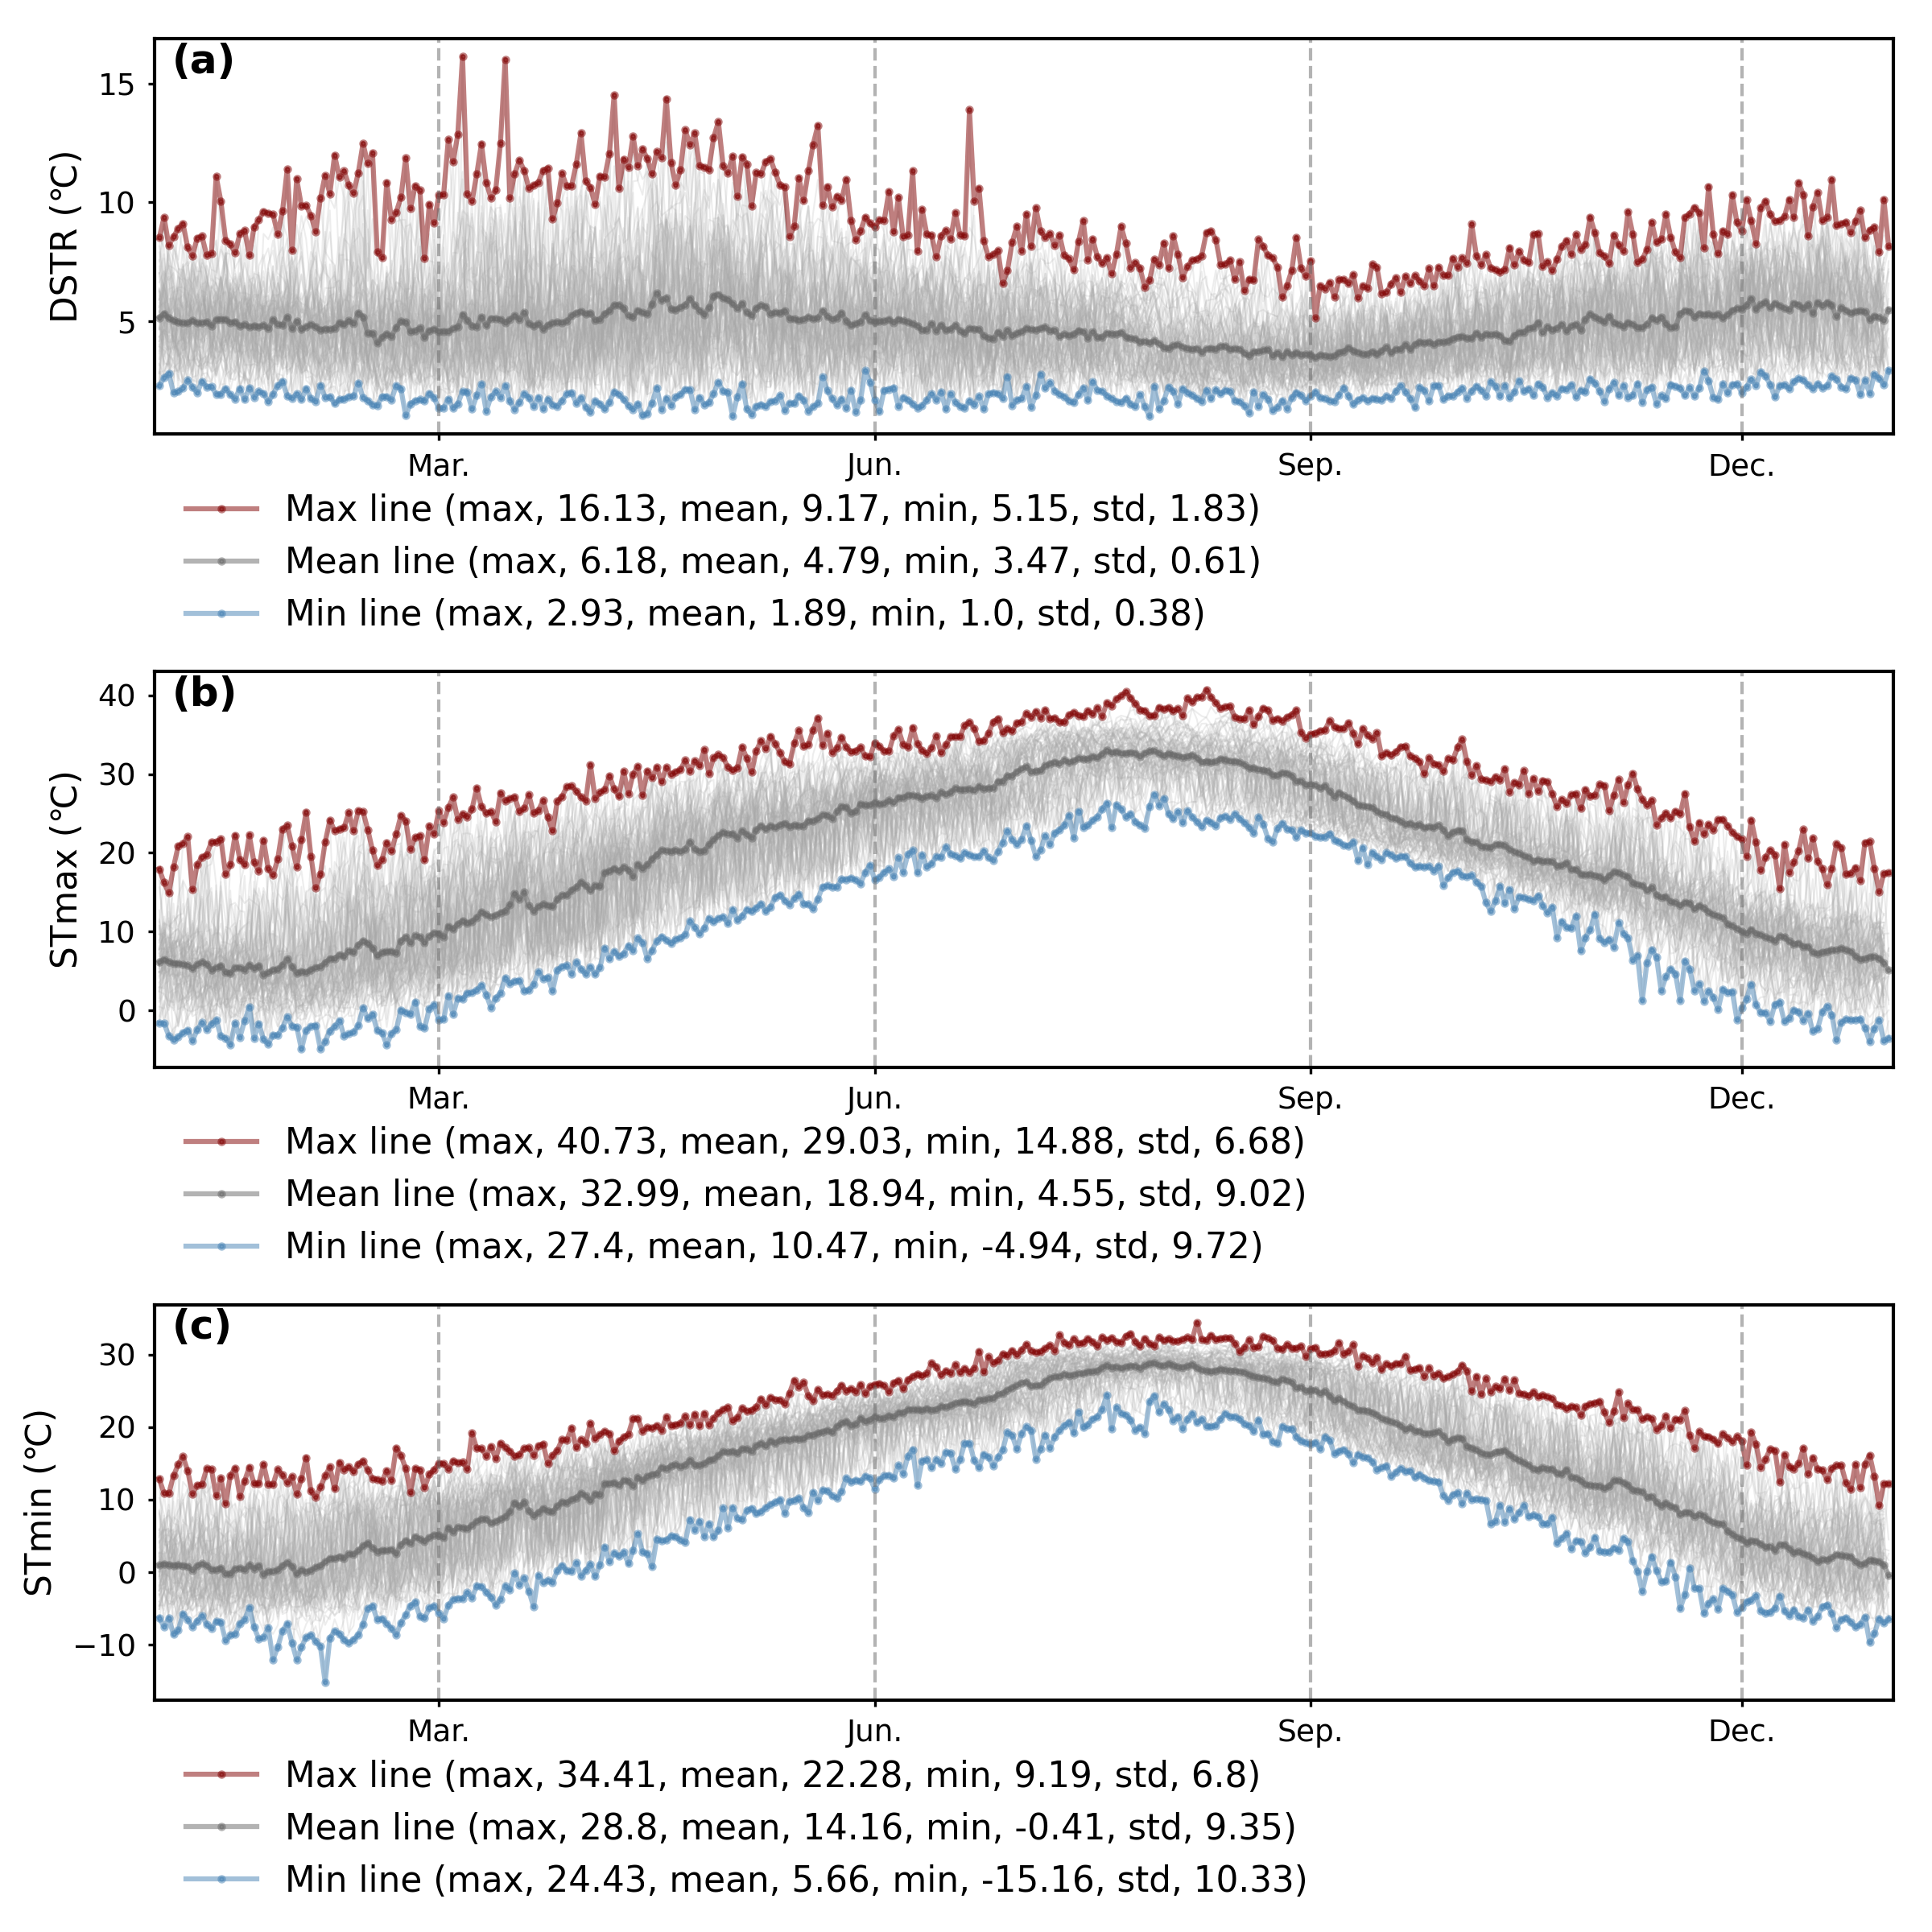 (a)
15
10
5
DSTR (°C)
Mar. Jun. Sep. Dec.
Max line (max, 16.13, mean, 9.17, min, 5.15, std, 1.83)
Mean line (max, 6.18, mean, 4.79, min, 3.47, std, 0.61)
Min line (max, 2.93, mean, 1.89, min, 1.0, std, 0.38)
(b)
40
30
20
10
0
STmax (°C)
Mar. Jun. Sep. Dec.
Max line (max, 40.73, mean, 29.03, min, 14.88, std, 6.68)
Mean line (max, 32.99, mean, 18.94, min, 4.55, std, 9.02)
Min line (max, 27.4, mean, 10.47, min, -4.94, std, 9.72)
(c)
30
20
10
0
−10
STmin (°C)
Mar. Jun. Sep. Dec.
Max line (max, 34.41, mean, 22.28, min, 9.19, std, 6.8)
Mean line (max, 28.8, mean, 14.16, min, -0.41, std, 9.35)
Min line (max, 24.43, mean, 5.66, min, -15.16, std, 10.33)